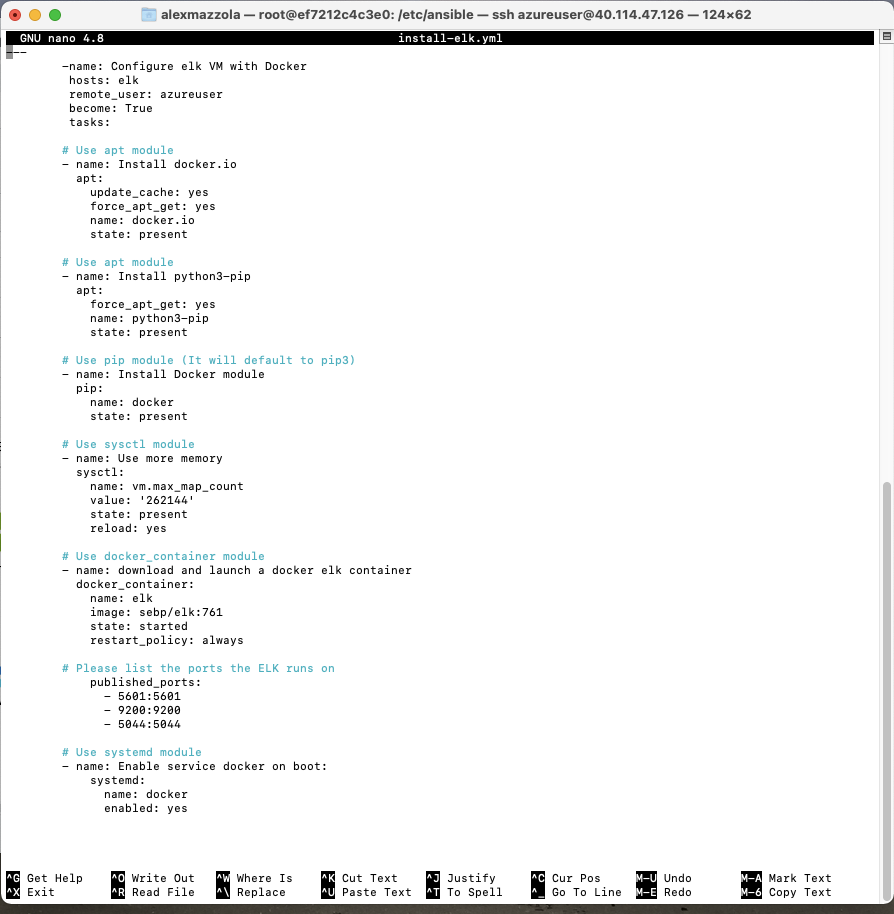 alexmazzola — root@ef7212c4c3e0: /etc/ansible — ssh azureuser@40.114.47.126 — 124×62
GNU nano 4.8 install-elk.yml
---
-name: Configure elk VM with Docker
hosts: elk
remote_user: azureuser
become: True
tasks:
# Use apt module
- name: Install docker.io
apt:
update_cache: yes
force_apt_get: yes
name: docker.io
state: present
# Use apt module
- name: Install python3-pip
apt:
force_apt_get: yes
name: python3-pip
state: present
# Use pip module (It will default to pip3)
- name: Install Docker module
pip:
name: docker
state: present
# Use sysctl module
- name: Use more memory
sysctl:
name: vm.max_map_count
value: '262144'
state: present
reload: yes
# Use docker_container module
- name: download and launch a docker elk container
docker_container:
name: elk
image: sebp/elk:761
state: started
restart_policy: always
# Please list the ports the ELK runs on
published_ports:
- 5601:5601
- 9200:9200
- 5044:5044
# Use systemd module
- name: Enable service docker on boot:
systemd:
name: docker
enabled: yes
^G Get Help ^O Write Out ^W Where Is ^K Cut Text ^J Justify ^C Cur Pos M-U Undo M-A Mark Text
^X Exit ^R Read File ^\ Replace ^U Paste Text ^T To Spell ^_ Go To Line M-E Redo M-6 Copy Text